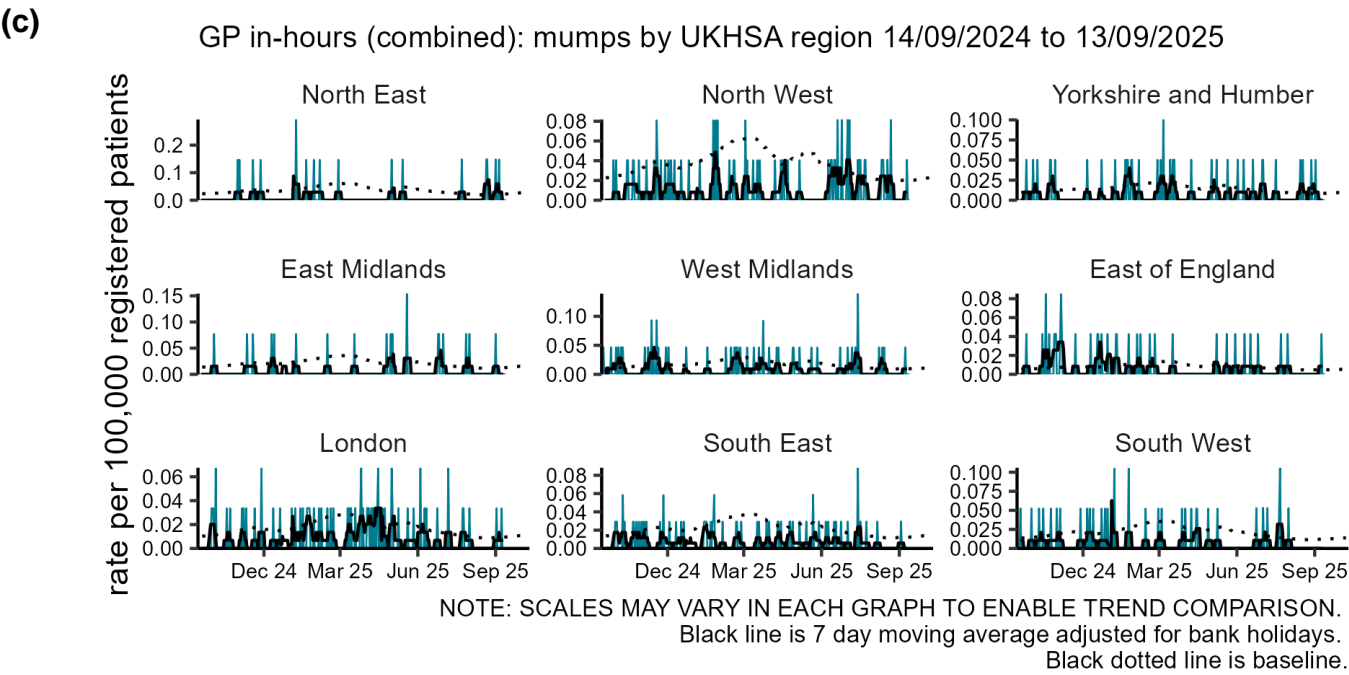 (c)
GP in-hours (combined): mumps by UKHSA region 14/09/2024 to 13/09/2025
rate per 100,000 registered patients
North East
0.2
0.1
0.0
North West
0.08
0.06
0.04
0.02
0.00
Yorkshire and Humber
0.100
0.075
0.050
0.025
0.000
East Midlands
0.15
0.10
0.05
0.00
West Midlands
0.10
0.05
0.00
East of England
0.08
0.06
0.04
0.02
0.00
London
0.06
0.04
0.02
0.00
Dec 24 Mar 25 Jun 25 Sep 25
South East
0.08
0.06
0.04
0.02
0.00
Dec 24 Mar 25 Jun 25 Sep 25
South West
0.100
0.075
0.050
0.025
0.000
Dec 24 Mar 25 Jun 25 Sep 25
NOTE: SCALES MAY VARY IN EACH GRAPH TO ENABLE TREND COMPARISON.
Black line is 7 day moving average adjusted for bank holidays.
Black dotted line is baseline.